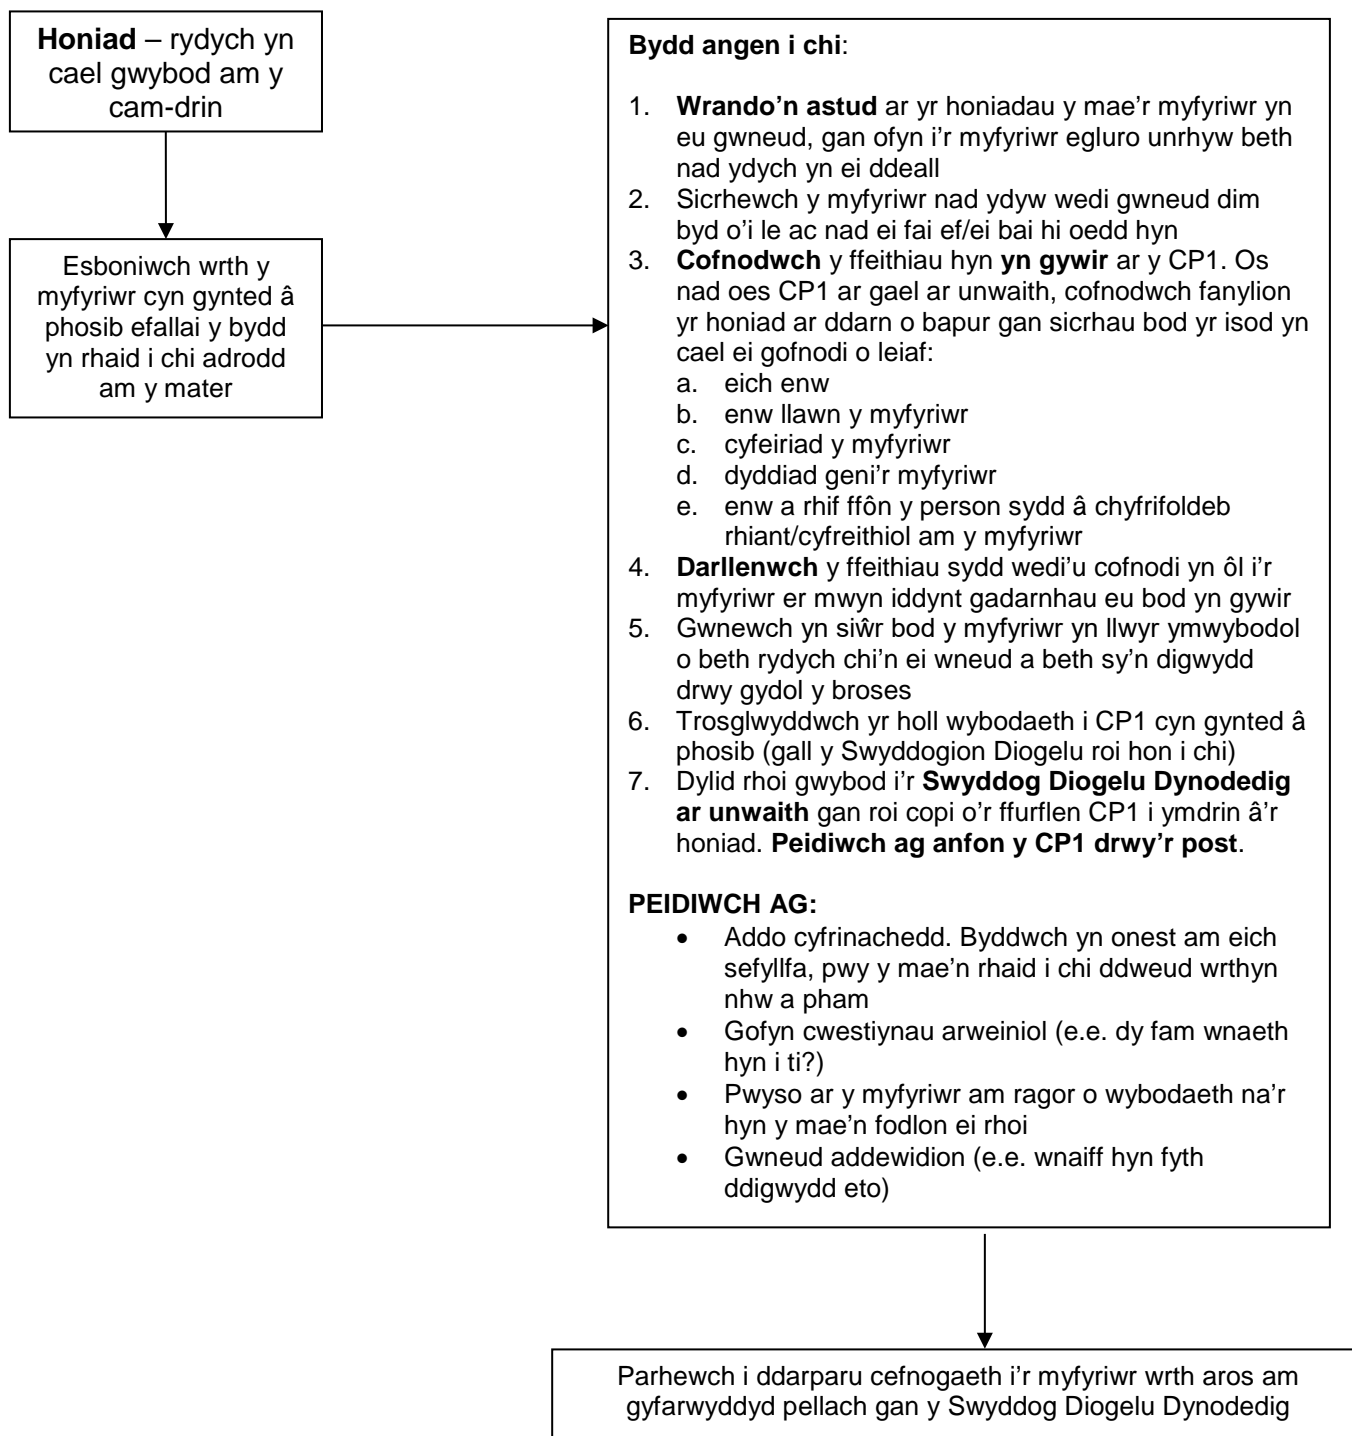 Honiad – rydych yn
cael gwybod am y
cam-drin
Esboniwch wrth y
myfyriwr cyn gynted â
phosib efallai y bydd
yn rhaid i chi adrodd
am y mater
Bydd angen i chi:
1. Wrando’n astud ar yr honiadau y mae’r myfyriwr yn
eu gwneud, gan ofyn i’r myfyriwr egluro unrhyw beth
nad ydych yn ei ddeall
2. Sicrhewch y myfyriwr nad ydyw wedi gwneud dim
byd o’i le ac nad ei fai ef/ei bai hi oedd hyn
3. Cofnodwch y ffeithiau hyn yn gywir ar y CP1. Os
nad oes CP1 ar gael ar unwaith, cofnodwch fanylion
yr honiad ar ddarn o bapur gan sicrhau bod yr isod yn
cael ei gofnodi o leiaf:
a. eich enw
b. enw llawn y myfyriwr
c. cyfeiriad y myfyriwr
d. dyddiad geni’r myfyriwr
e. enw a rhif ffôn y person sydd â chyfrifoldeb
rhiant/cyfreithiol am y myfyriwr
4. Darllenwch y ffeithiau sydd wedi’u cofnodi yn ôl i’r
myfyriwr er mwyn iddynt gadarnhau eu bod yn gywir
5. Gwnewch yn siŵr bod y myfyriwr yn llwyr ymwybodol
o beth rydych chi’n ei wneud a beth sy’n digwydd
drwy gydol y broses
6. Trosglwyddwch yr holl wybodaeth i CP1 cyn gynted â
phosib (gall y Swyddogion Diogelu roi hon i chi)
7. Dylid rhoi gwybod i’r Swyddog Diogelu Dynodedig
ar unwaith gan roi copi o’r ffurflen CP1 i ymdrin â’r
honiad. Peidiwch ag anfon y CP1 drwy’r post.
PEIDIWCH AG:
• Addo cyfrinachedd. Byddwch yn onest am eich
sefyllfa, pwy y mae’n rhaid i chi ddweud wrthyn
nhw a pham
• Gofyn cwestiynau arweiniol (e.e. dy fam wnaeth
hyn i ti?)
• Pwyso ar y myfyriwr am ragor o wybodaeth na’r
hyn y mae’n fodlon ei rhoi
• Gwneud addewidion (e.e. wnaiff hyn fyth
ddigwydd eto)
Parhewch i ddarparu cefnogaeth i’r myfyriwr wrth aros am
gyfarwyddyd pellach gan y Swyddog Diogelu Dynodedig